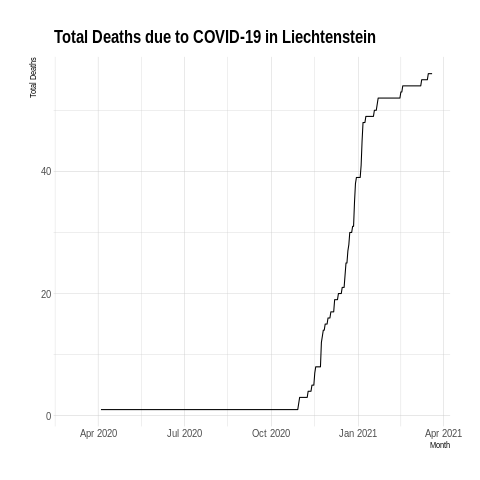 Total Deaths due to COVID-19 in Liechtenstein
Total Deaths
40
20
0
Apr 2020 Jul 2020 Oct 2020 Jan 2021 Apr 2021
Month